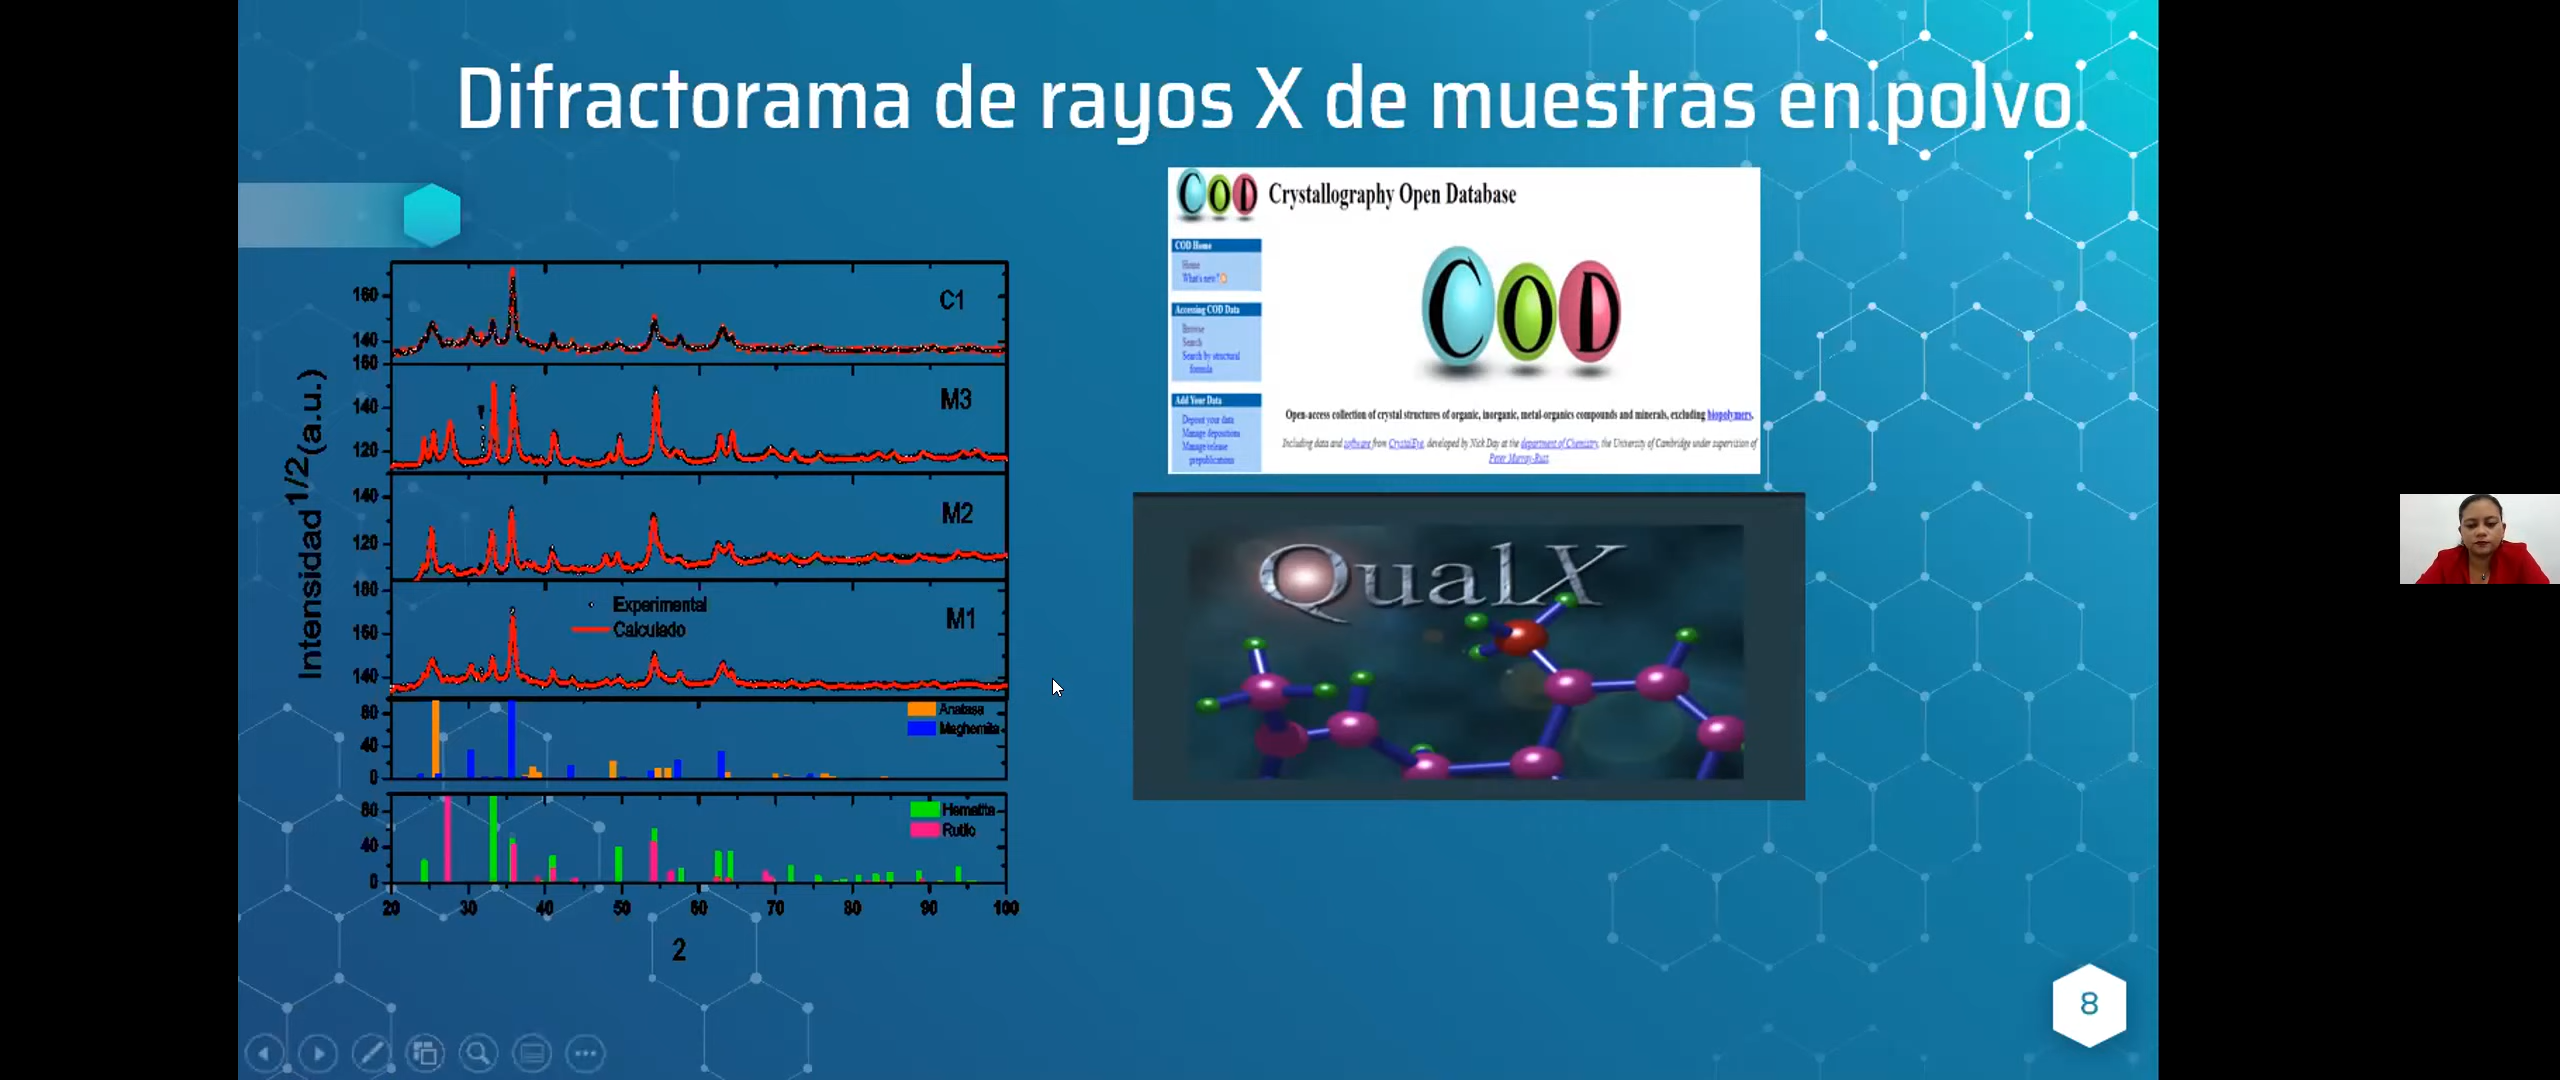 Difractorama de rayos X de muestras en polvo
COD Crystallography Open Database
COD Home
Home
What's new?
Accessing COD Data
Browse
Search
Search by structural
formula
Add Your Data
Deposit your data
Manage depositions
Manage/release
prepublications
COD
Open-access collection of crystal structures of organic, inorganic, metal-organics compounds and minerals, excluding biopolymers.
Including data and software from CrystalEye, developed by Nick Day at the department of Chemistry, the University of Cambridge under supervision of
Peter Murray-Rust.
Intensidad 1/2 (a.u.)
160
140
C1
160
140
120
M3
140
120
M2
180
160
140
M1
Experimental
Calculado
80
40
0
Anatasa
Maghemita
80
40
0
Hematita
Rutilo
20 30 40 50 60 70 80 90 100
2
QualX
8